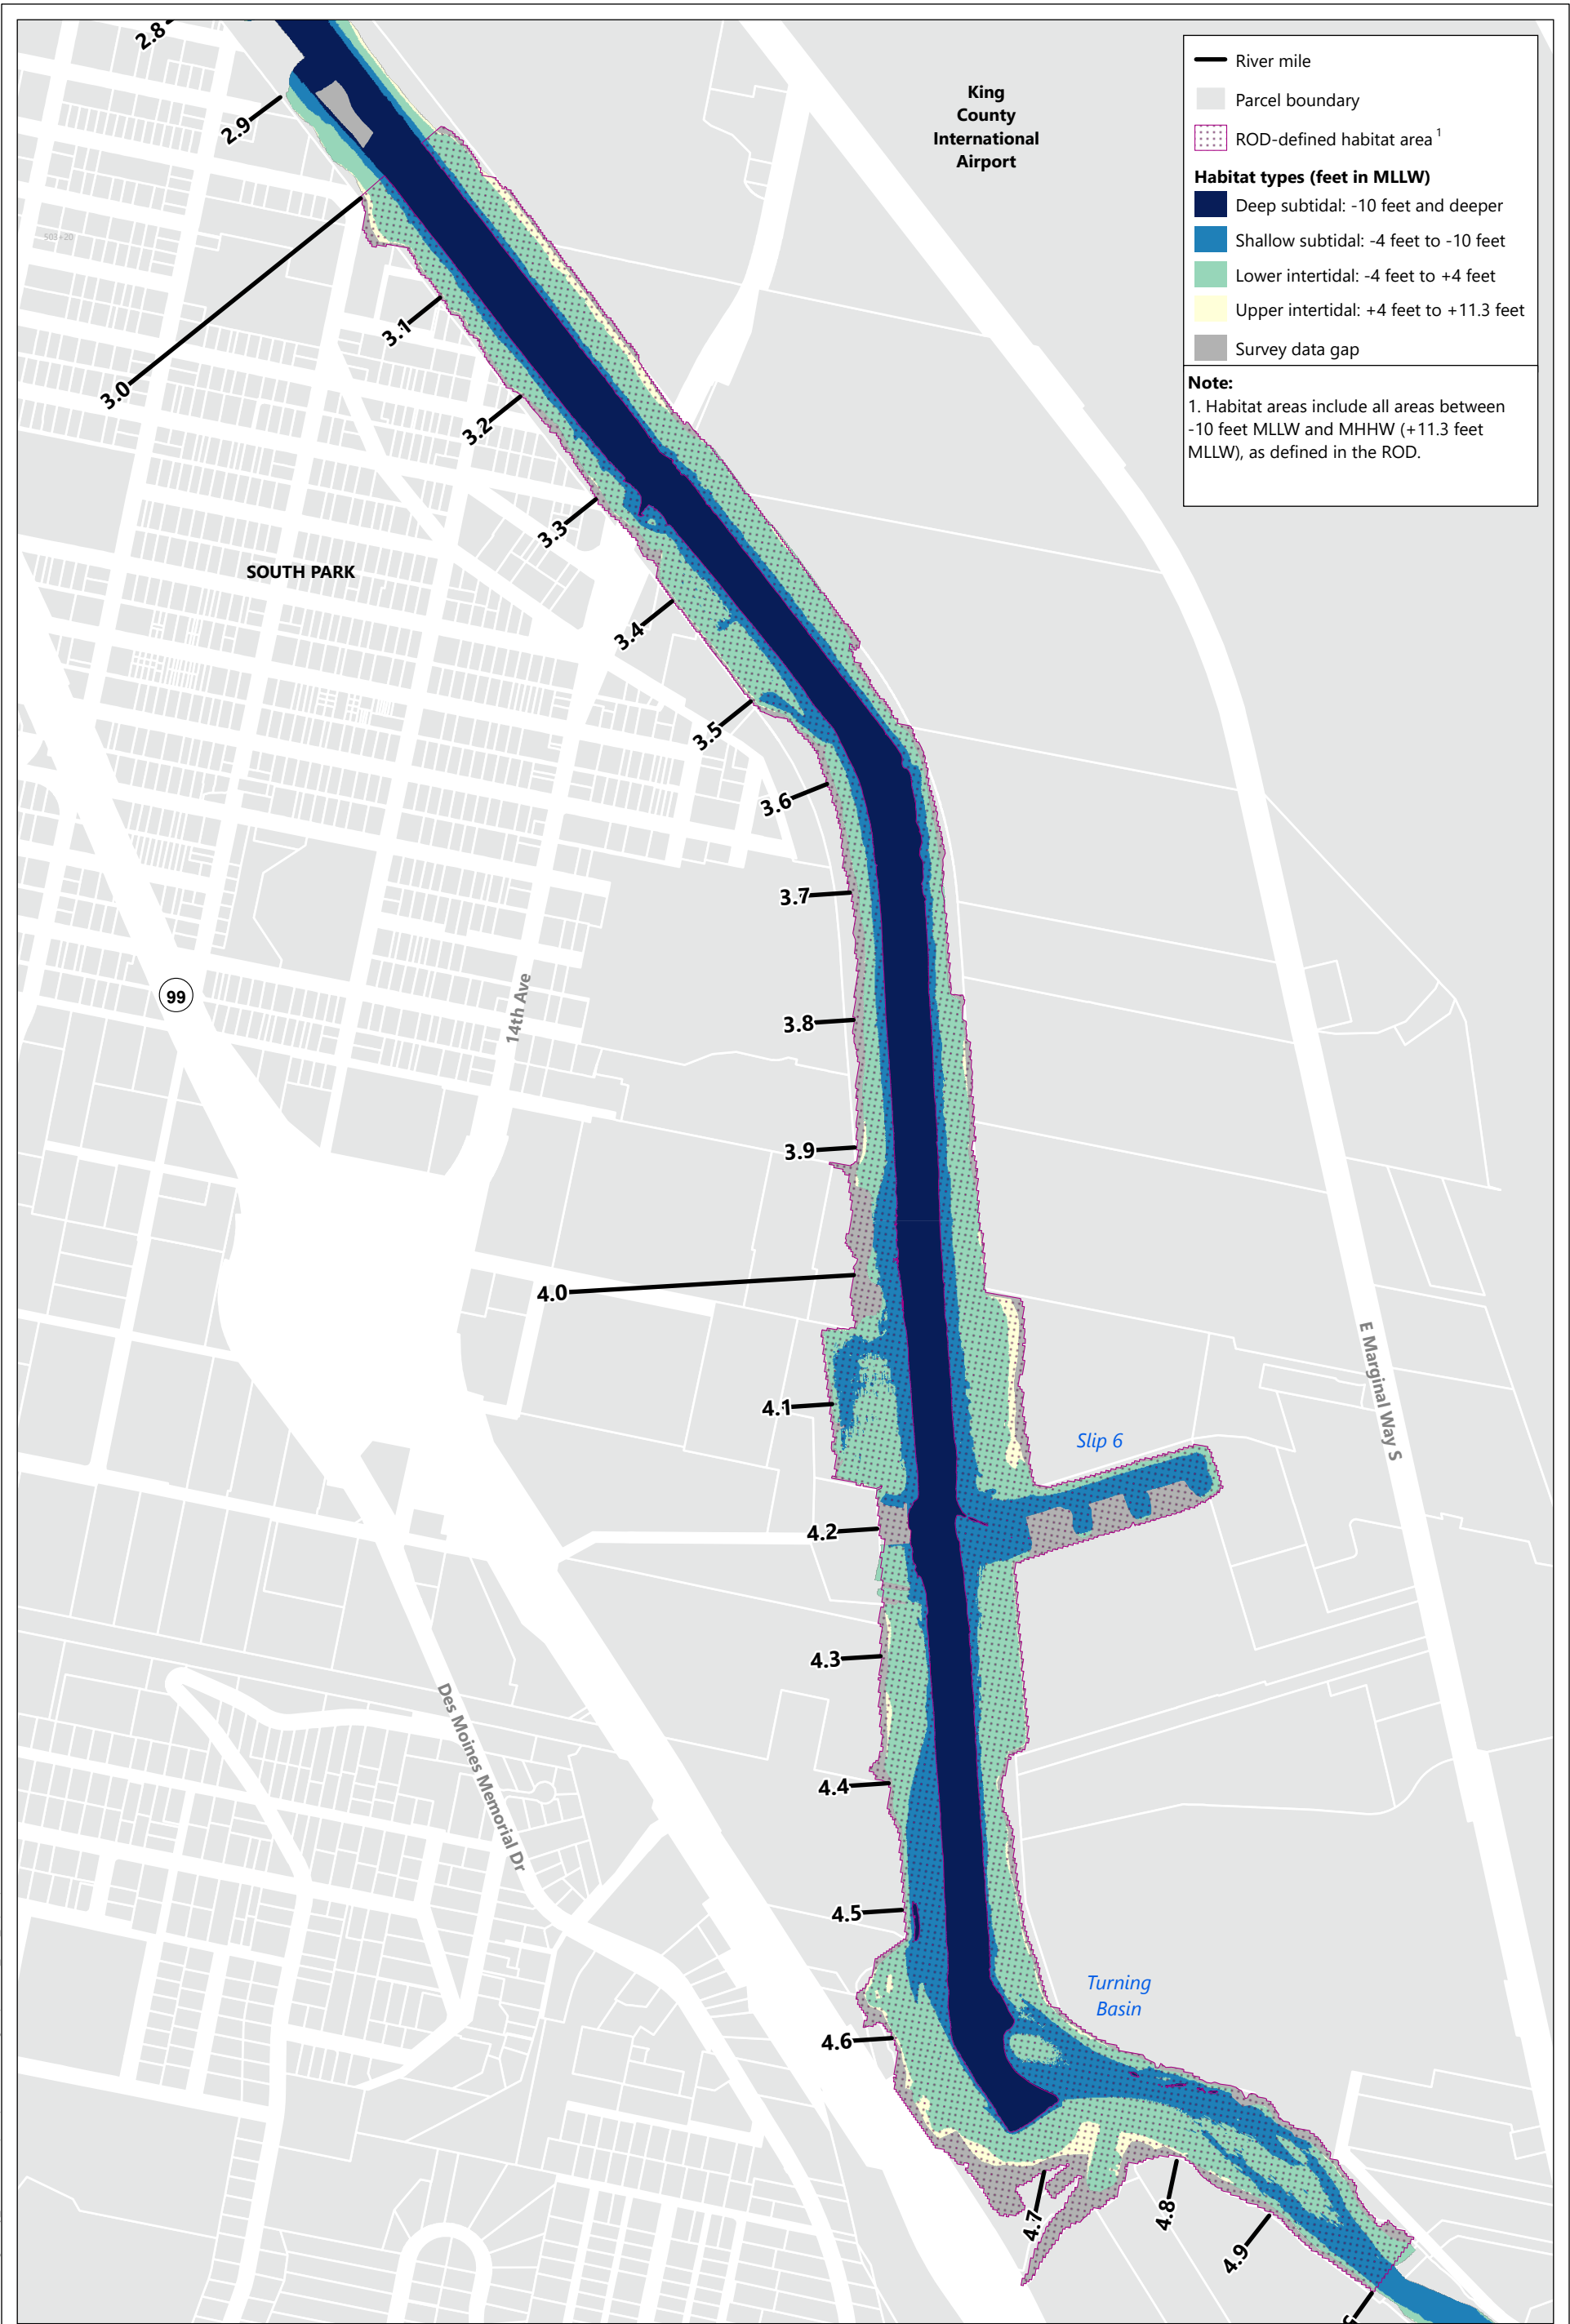 2.8
2.9
3.0
3.1
3.2
3.3
3.4
3.5
3.6
3.7
3.8
3.9
4.0
4.1
4.2
4.3
4.4
4.5
4.6
4.7
4.8
4.9
503+20
SOUTH PARK
99
14th Ave
Des Moines Memorial Dr
E Marginal Way S
Slip 6
Turning
Basin
King
County
International
Airport
River mile
Parcel boundary
ROD-defined habitat area 1
Habitat types (feet in MLLW)
Deep subtidal: -10 feet and deeper
Shallow subtidal: -4 feet to -10 feet
Lower intertidal: -4 feet to +4 feet
Upper intertidal: +4 feet to +11.3 feet
Survey data gap
Note:
1. Habitat areas include all areas between
-10 feet MLLW and MHHW (+11.3 feet
MLLW), as defined in the ROD.